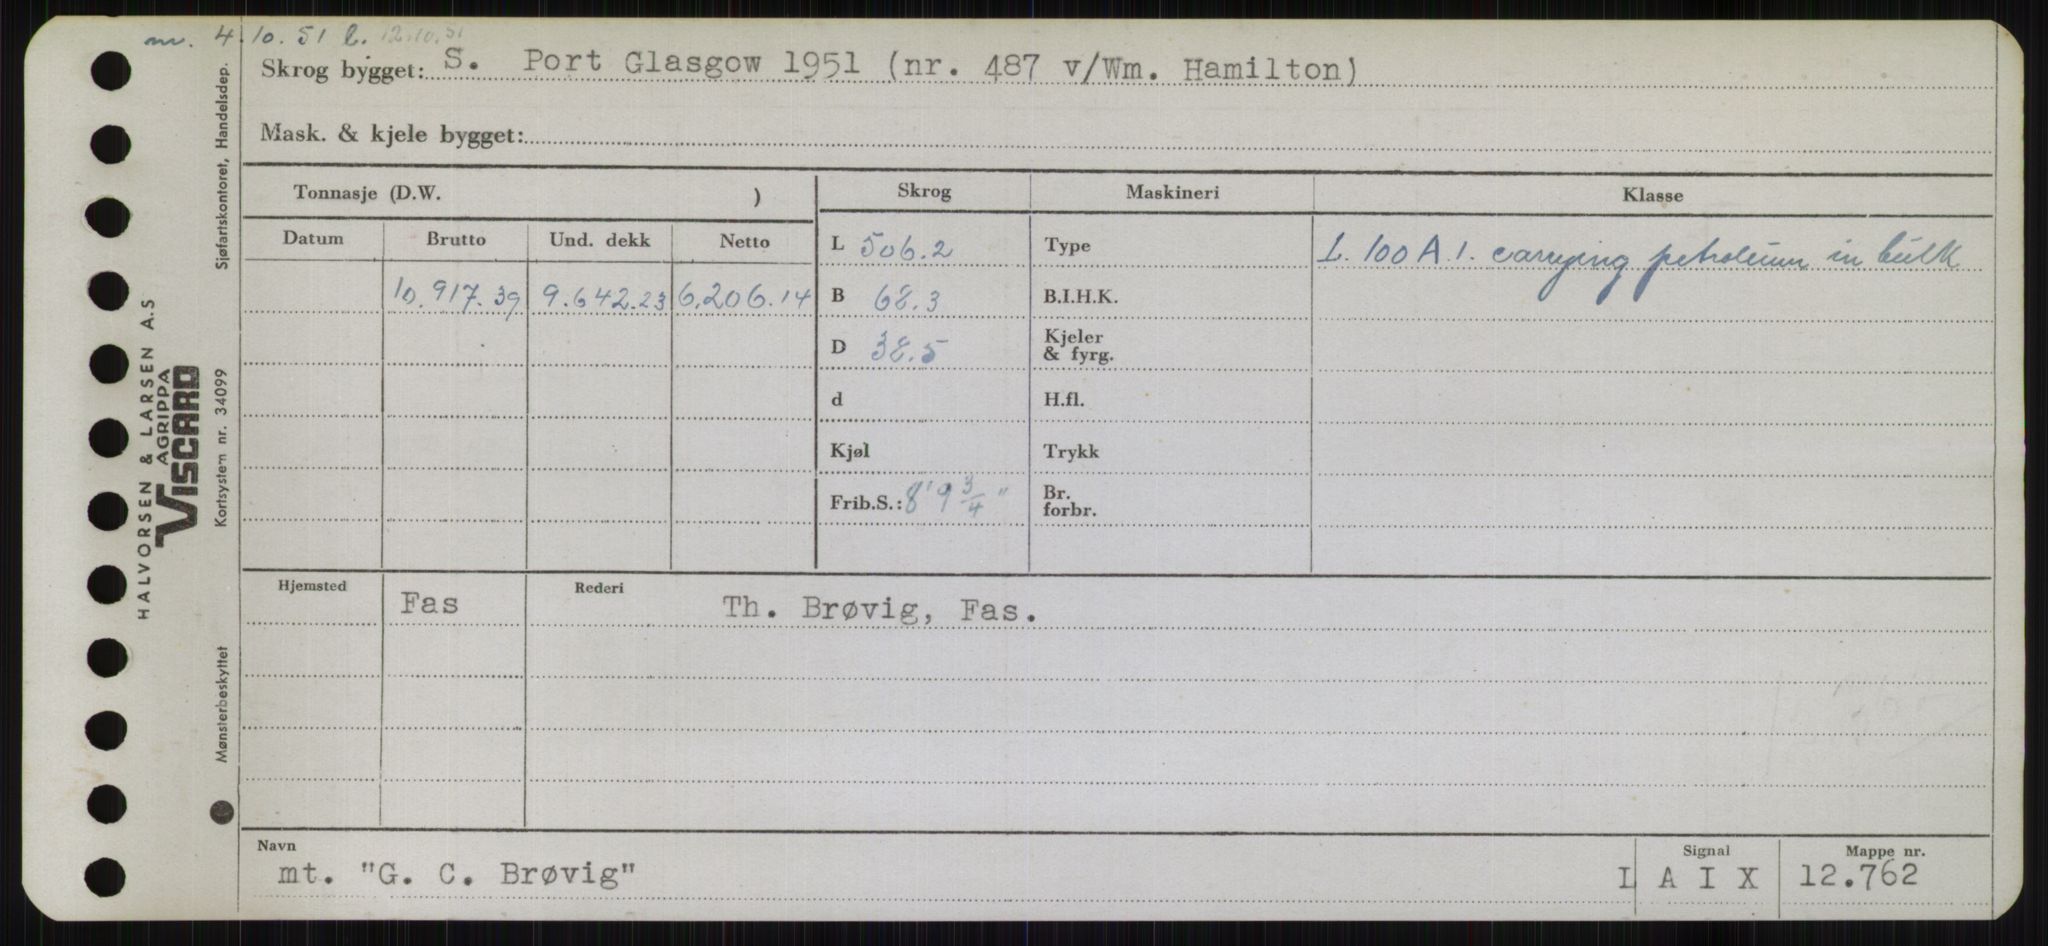 m. 4.10.51 b. 12.10.51
Skrog bygget: S. Port Glasgow 1951 (nr. 487 v/Wm. Hamilton)
Mask. & kjele bygget:
Tonnasje (D.W. ) Skrog Maskineri Klasse
Datum Brutto Und. dekk Netto L 506.2 Type L. 100 A.1. carrying petroleum in bulk
10.917.39 9.642.23 6.206.14 B 68.3 B.I.H.K.
D 38.5 Kjeler
& fyrg.
d H.fl.
Kjøl Trykk
Frib.S.: 8'9 3/4" Br.
forbr.
Hjemsted Fas Rederi Th. Brøvig, Fas.
Navn Signal Mappe nr.
mt. "G. C. Brøvig" L A I X 12.762
Sjøfartskontoret, Handelsdep.
HALVORSEN & LARSEN A.S
AGRIPPA
VISCARD
Kortsystem nr. 34099
Mønsterbeskyttet